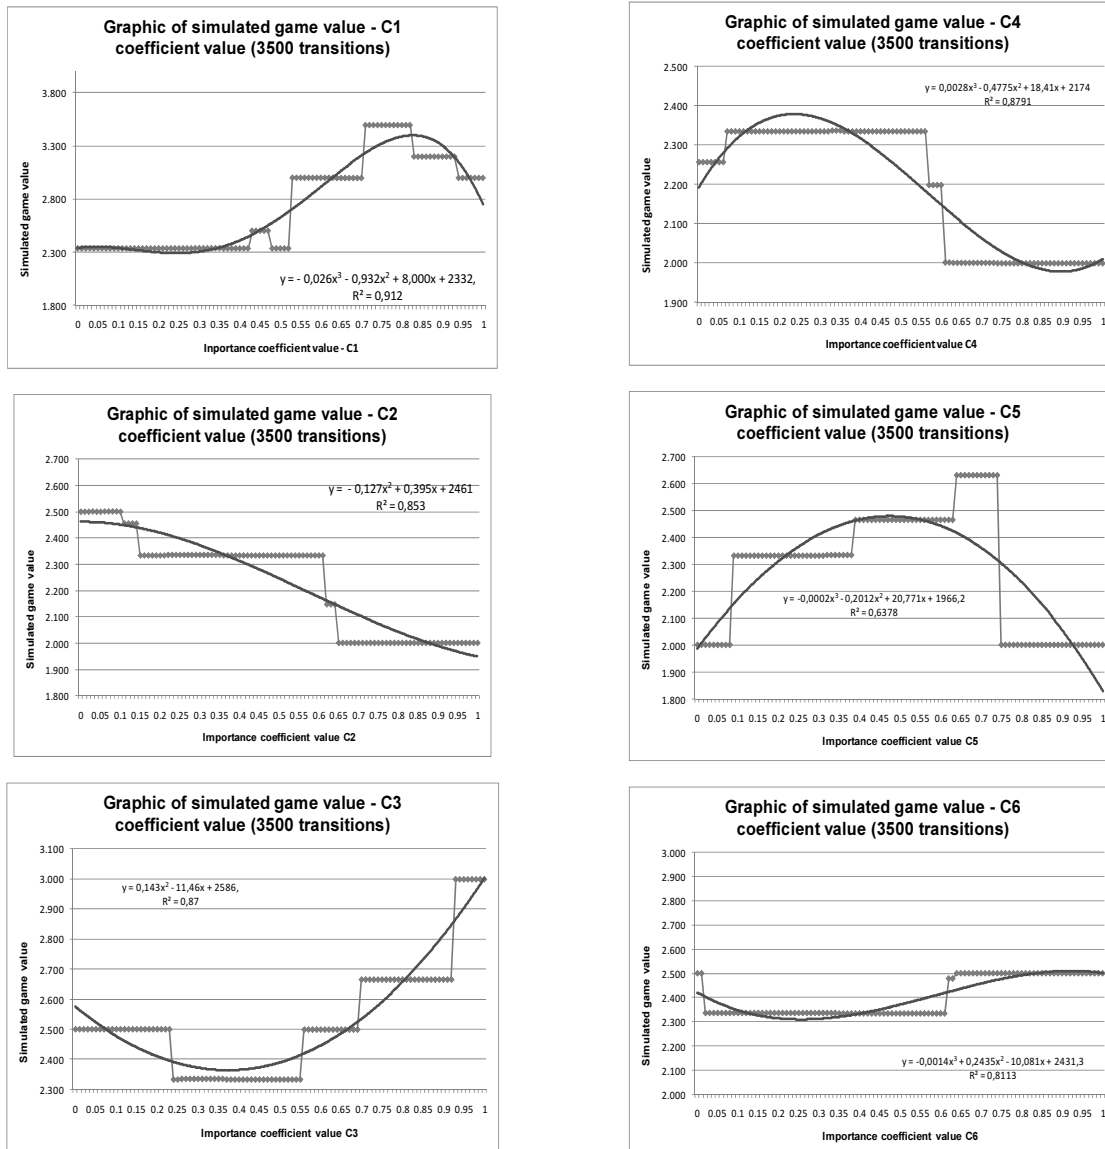 Graphic of simulated game value - C1
coefficient value (3500 transitions)
3.800
3.300
2.800
2.300
1.800
Simulated game value
y = - 0,026x³ - 0,932x² + 8,000x + 2332,
R² = 0,912
0 0.05 0.1 0.15 0.2 0.25 0.3 0.35 0.4 0.45 0.5 0.55 0.6 0.65 0.7 0.75 0.8 0.85 0.9 0.95 1
Inportance coefficient value - C1
Graphic of simulated game value - C2
coefficient value (3500 transitions)
2.700
2.600
2.500
2.400
2.300
2.200
2.100
2.000
1.900
1.800
Simulated game value
y = - 0,127x² + 0,395x + 2461
R² = 0,853
0 0.05 0.1 0.15 0.2 0.25 0.3 0.35 0.4 0.45 0.5 0.55 0.6 0.65 0.7 0.75 0.8 0.85 0.9 0.95 1
Importance coefficient value C2
Graphic of simulated game value - C3
coefficient value (3500 transitions)
3.100
3.000
2.900
2.800
2.700
2.600
2.500
2.400
2.300
Simulated game value
y = 0,143x² - 11,46x + 2586,
R² = 0,87
0 0.05 0.1 0.15 0.2 0.25 0.3 0.35 0.4 0.45 0.5 0.55 0.6 0.65 0.7 0.75 0.8 0.85 0.9 0.95 1
Importance coefficient value C3
Graphic of simulated game value - C4
coefficient value (3500 transitions)
2.500
2.400
2.300
2.200
2.100
2.000
1.900
Simulated game value
y = 0,0028x³ - 0,4775x² + 18,41x + 2174
R² = 0,8791
0 0.05 0.1 0.15 0.2 0.25 0.3 0.35 0.4 0.45 0.5 0.55 0.6 0.65 0.7 0.75 0.8 0.85 0.9 0.95 1
Importance coefficient value C4
Graphic of simulated game value - C5
coefficient value (3500 transitions)
2.700
2.600
2.500
2.400
2.300
2.200
2.100
2.000
1.900
1.800
Simulated game value
y = -0,0002x³ - 0,2012x² + 20,771x + 1966,2
R² = 0,6378
0 0.05 0.1 0.15 0.2 0.25 0.3 0.35 0.4 0.45 0.5 0.55 0.6 0.65 0.7 0.75 0.8 0.85 0.9 0.95 1
Importance coefficient value C5
Graphic of simulated game value - C6
coefficient value (3500 transitions)
3.000
2.900
2.800
2.700
2.600
2.500
2.400
2.300
2.200
2.100
2.000
Simulated game value
y = -0,0014x³ + 0,2435x² - 10,081x + 2431,3
R² = 0,8113
0 0.05 0.1 0.15 0.2 0.25 0.3 0.35 0.4 0.45 0.5 0.55 0.6 0.65 0.7 0.75 0.8 0.85 0.9 0.95 1
Importance coefficient value C6